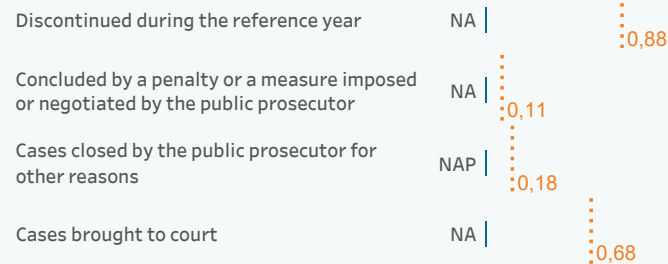 Discontinued during the reference year NA
0,88
Concluded by a penalty or a measure imposed
or negotiated by the public prosecutor NA
0,11
Cases closed by the public prosecutor for
other reasons NAP
0,18
Cases brought to court NA
0,68